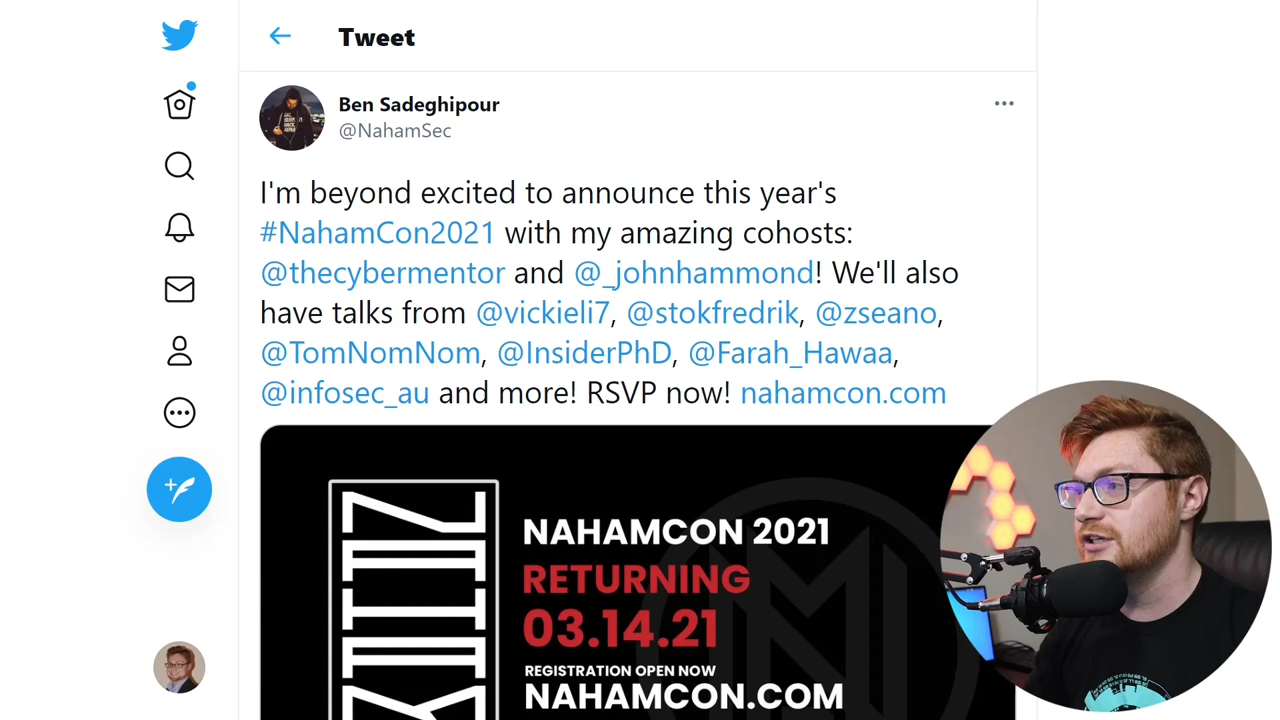 Tweet
Ben Sadeghipour
@NahamSec
I'm beyond excited to announce this year's
#NahamCon2021 with my amazing cohosts:
@thecybermentor and @_johnhammond! We'll also
have talks from @vickieli7, @stokfredrik, @zseano,
@TomNomNom, @InsiderPhD, @Farah_Hawaa,
@infosec_au and more! RSVP now! nahamcon.com
NAHAMCON 2021
RETURNING
03.14.21
REGISTRATION OPEN NOW
NAHAMCON.COM